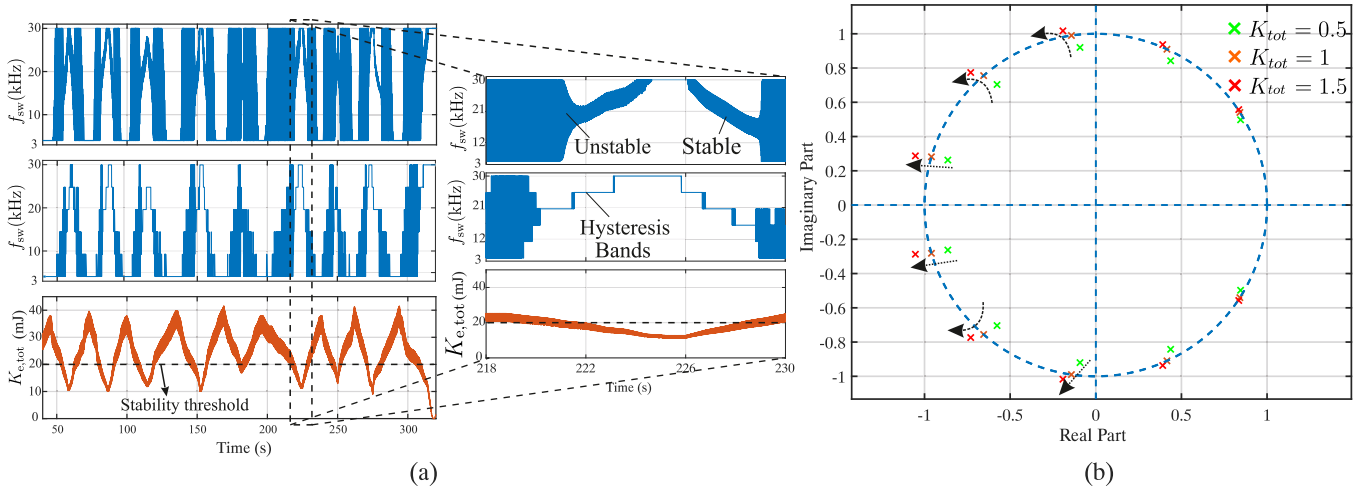 30
20
10
3
f_sw (kHz)
30
20
10
3
f_sw (kHz)
40
30
20
10
0
K_e,tot (mJ)
Stability threshold
50
100
150
200
250
300
Time (s)
30
21
12
3
f_sw (kHz)
Unstable
Stable
30
21
12
3
f_sw (kHz)
Hysteresis
Bands
40
20
0
K_e,tot (mJ)
218
222
226
230
Time (s)
(a)
1
0.8
0.6
0.4
0.2
0
-0.2
-0.4
-0.6
-0.8
-1
Imaginary Part
K_tot = 0.5
K_tot = 1
K_tot = 1.5
-1
-0.5
0
0.5
1
Real Part
(b)